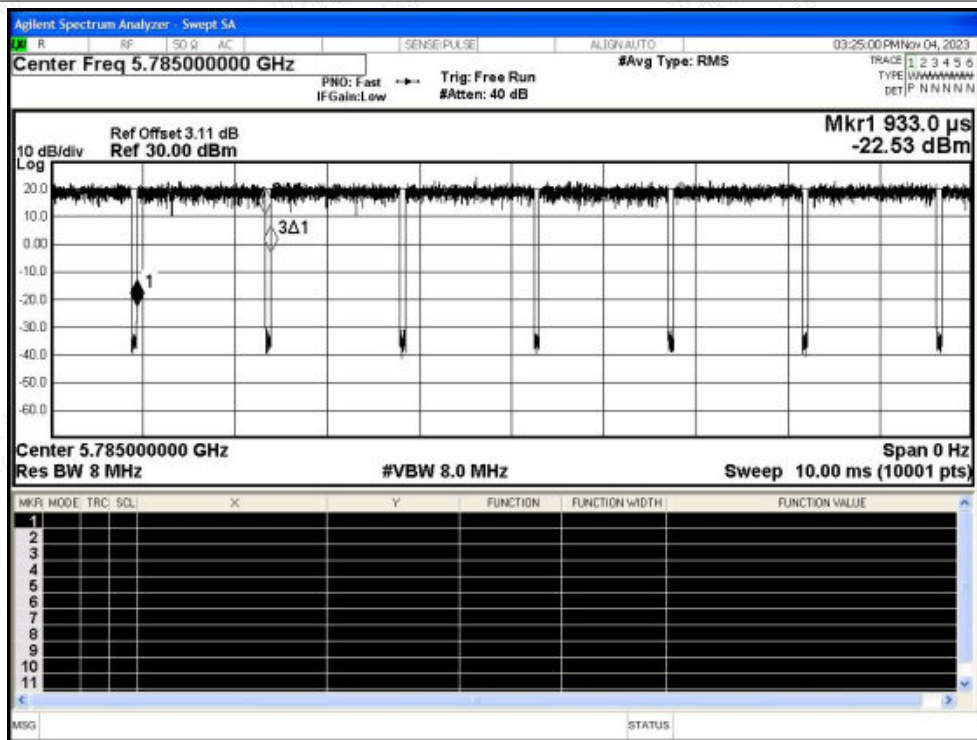 Agilent Spectrum Analyzer - Swept SA
R RF 50 Ω AC SENSE:PULSE ALIGN AUTO 03:25:00 PM Nov 04, 2023
Center Freq 5.785000000 GHz #Avg Type: RMS TRACE 1 2 3 4 5 6
PNO: Fast Trig: Free Run TYPE
IFGain:Low #Atten: 40 dB DET P N N N N N
Mkr1 933.0 µs
Ref Offset 3.11 dB
10 dB/div Ref 30.00 dBm -22.53 dBm
Log
20.0
10.0
3Δ1
0.00
-10.0
1
-20.0
-30.0
-40.0
-50.0
-60.0
Center 5.785000000 GHz Span 0 Hz
Res BW 8 MHz #VBW 8.0 MHz Sweep 10.00 ms (10001 pts)
MKR MODE TRC SCL X Y FUNCTION FUNCTION WIDTH FUNCTION VALUE
1
2
3
4
5
6
7
8
9
10
11
MSG STATUS